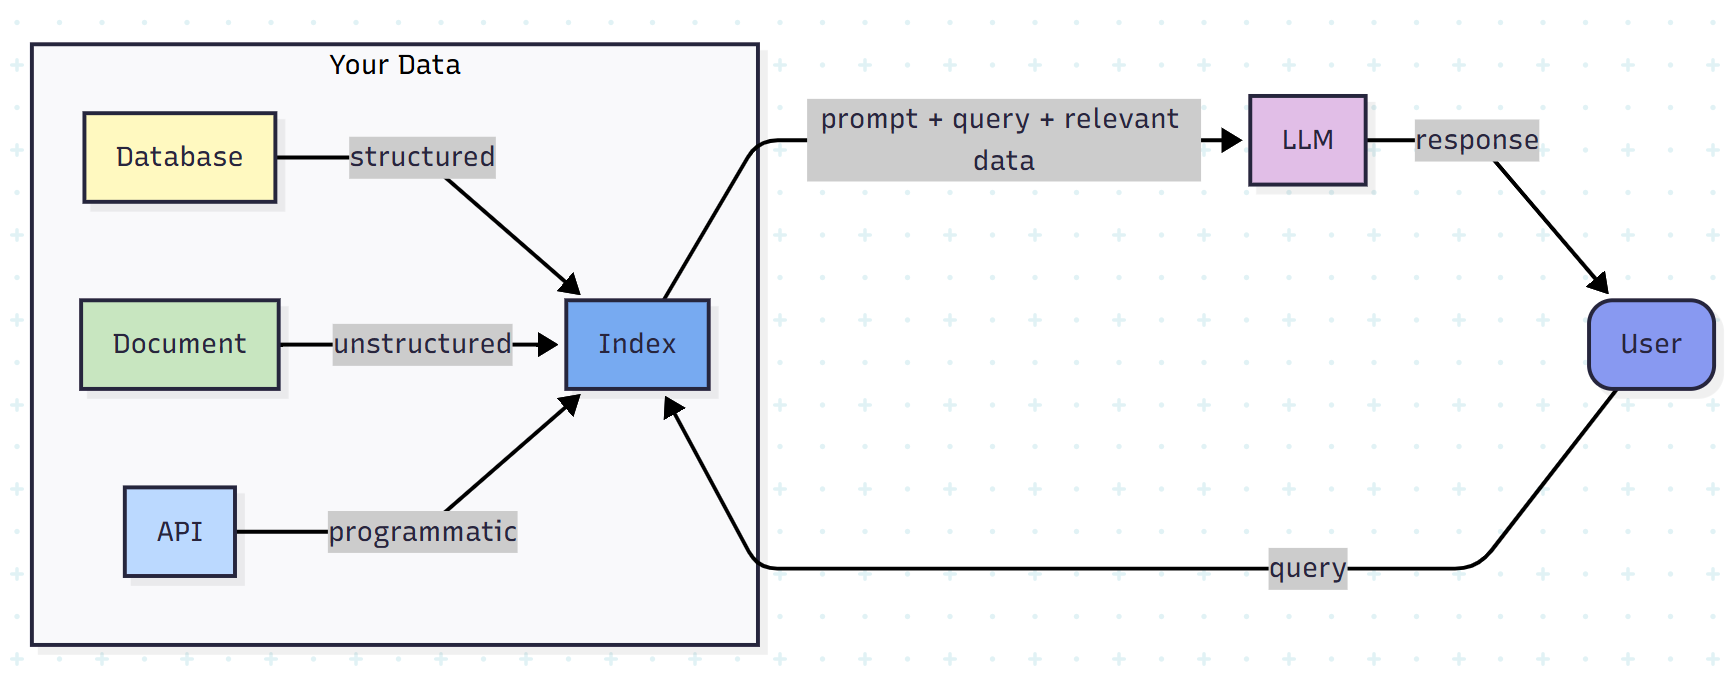 Your Data
Database
structured
prompt + query + relevant
data
LLM
response
Document
unstructured
Index
User
API
programmatic
query